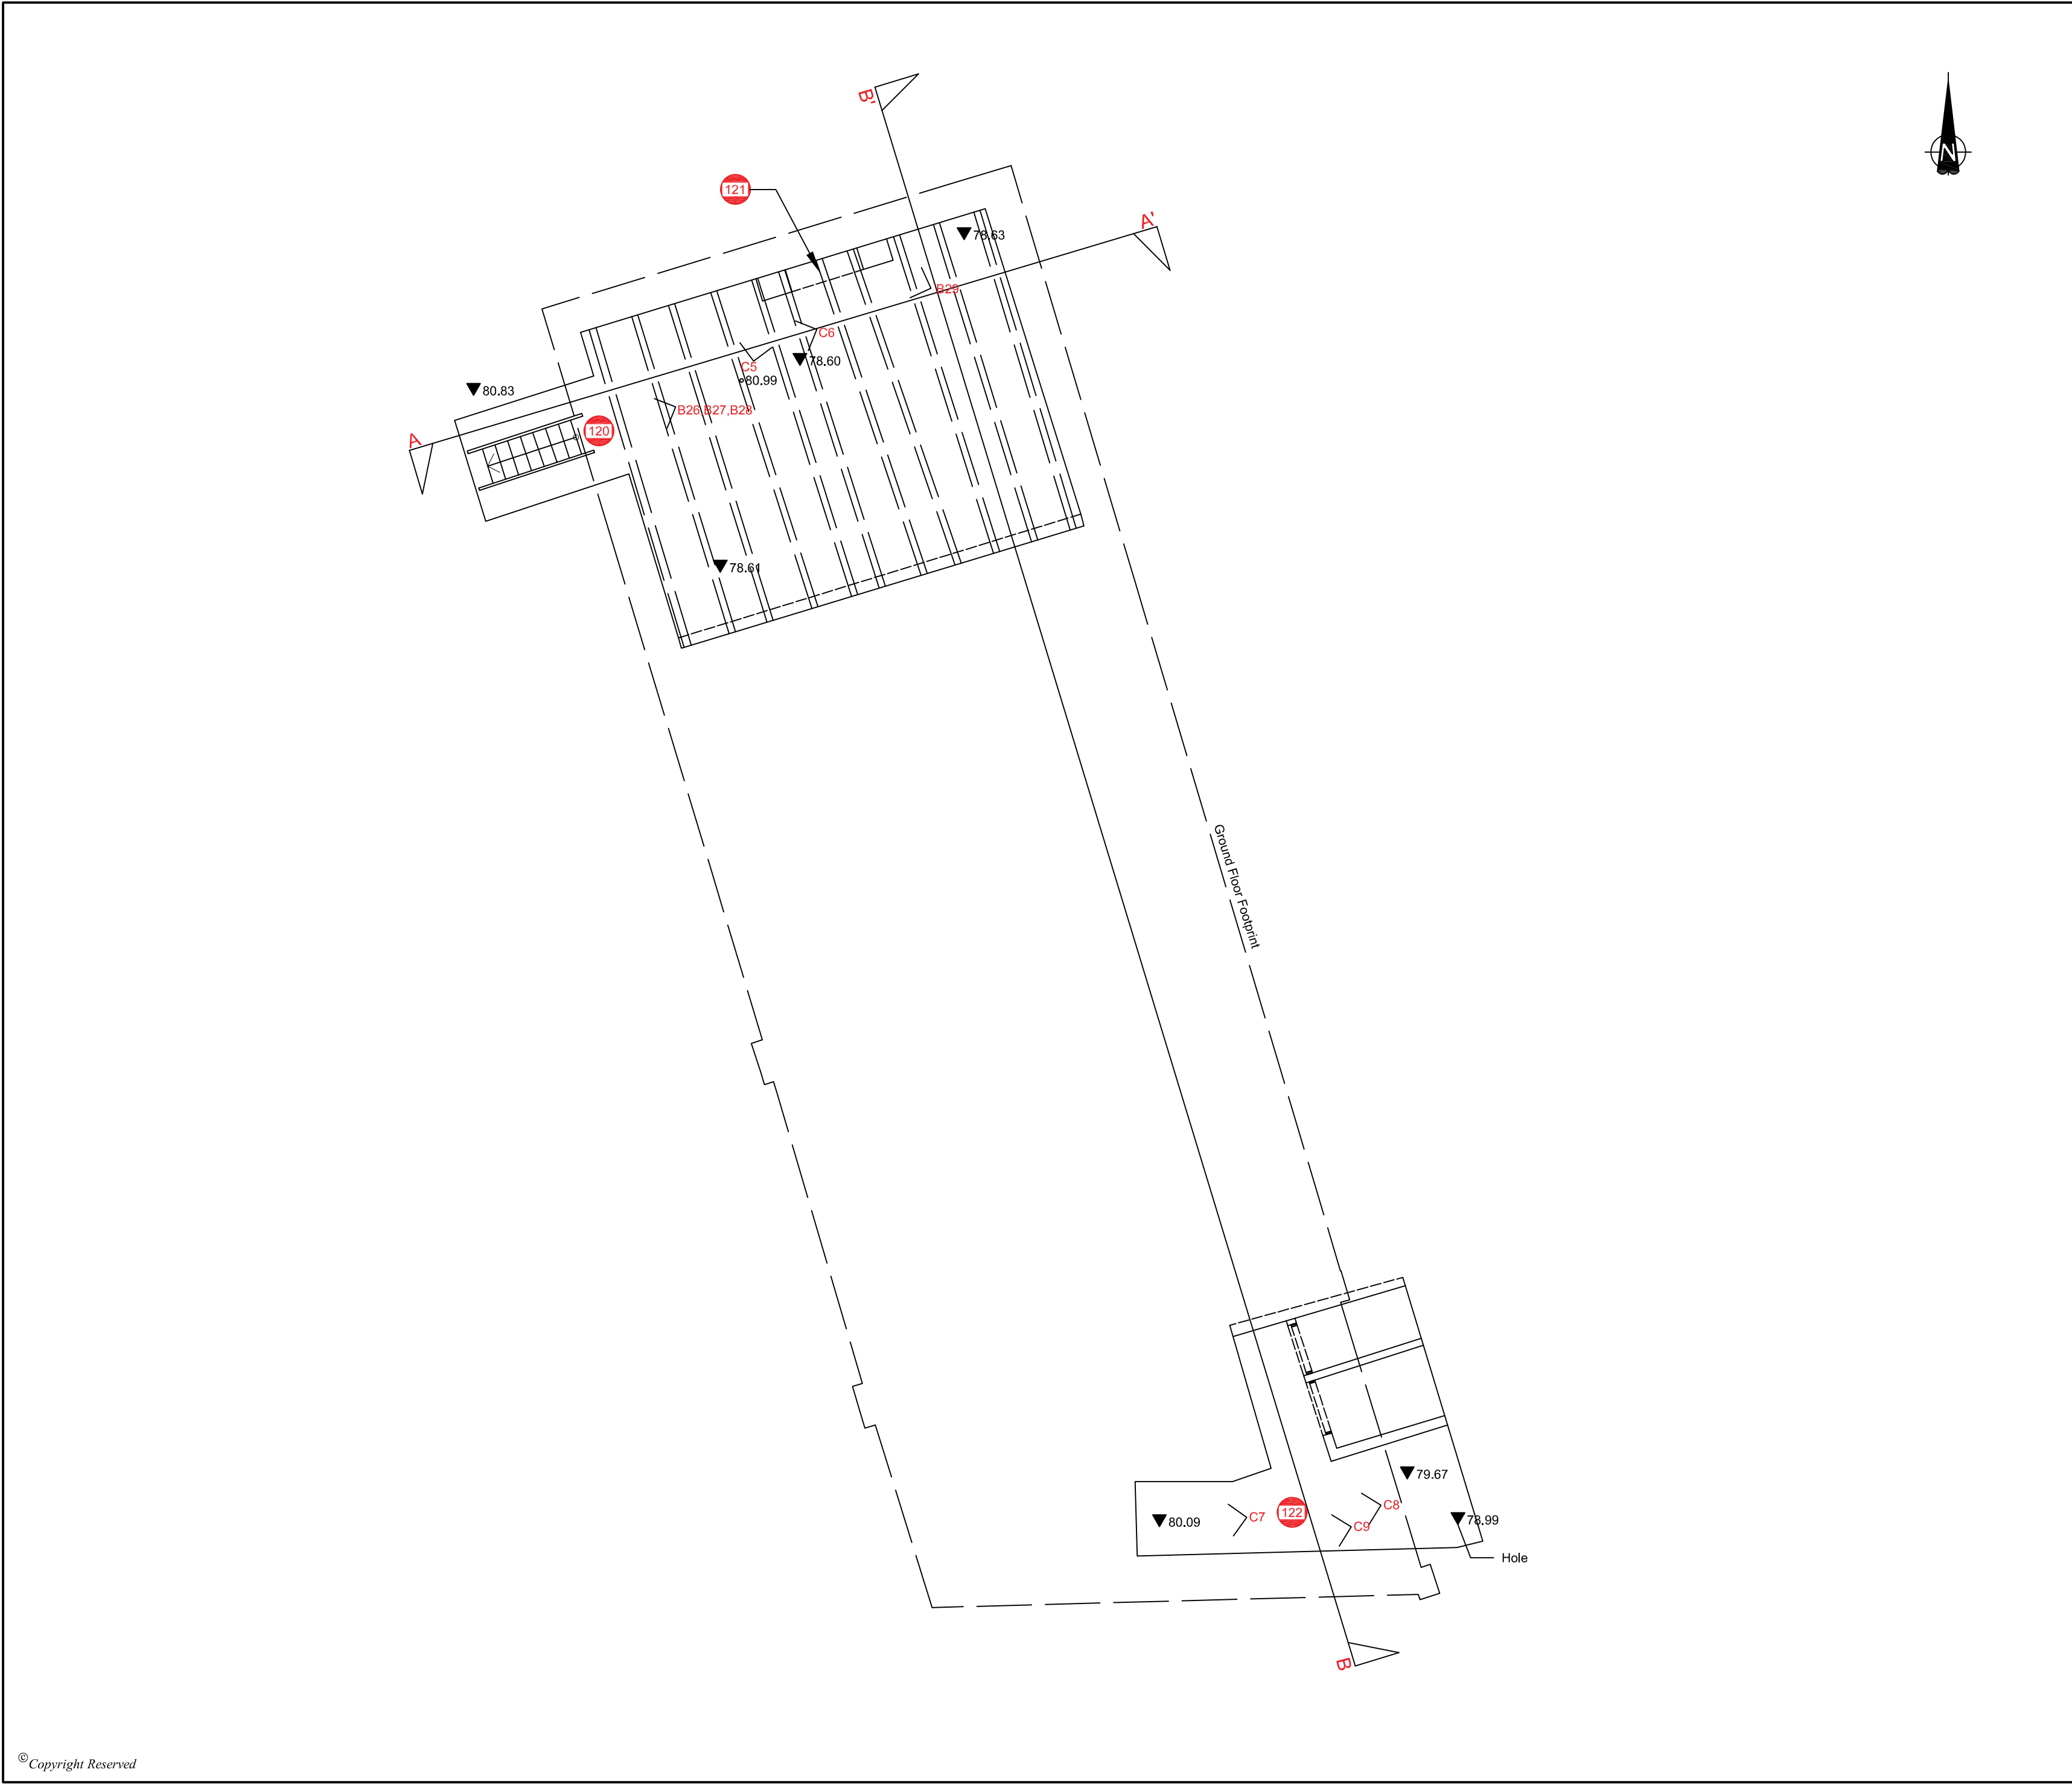 B'
N
121
A'
78.63
B29
C6
78.60
C5
80.99
80.83
B26,B27,B28
120
A
78.61
Ground Floor Footprint
79.67
C8
122
C7
80.09
C9
78.99
Hole
B
©Copyright Reserved